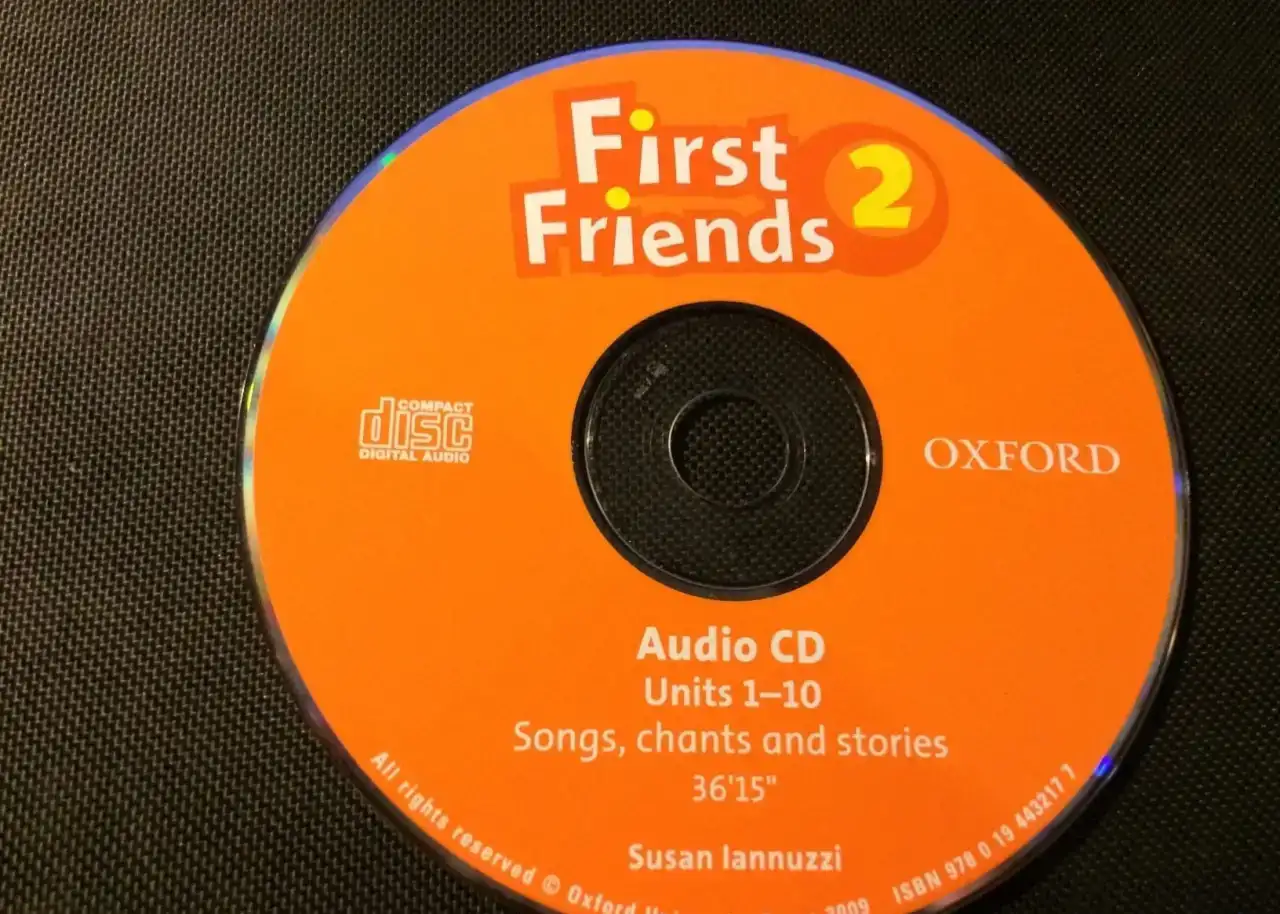 First
Friends 2
COMPACT
disc
DIGITAL AUDIO
OXFORD
Audio CD
Units 1–10
Songs, chants and stories
36'15"
Susan Iannuzzi
All rights reserved © Oxford 2009
ISBN 978 0 19 443217 7